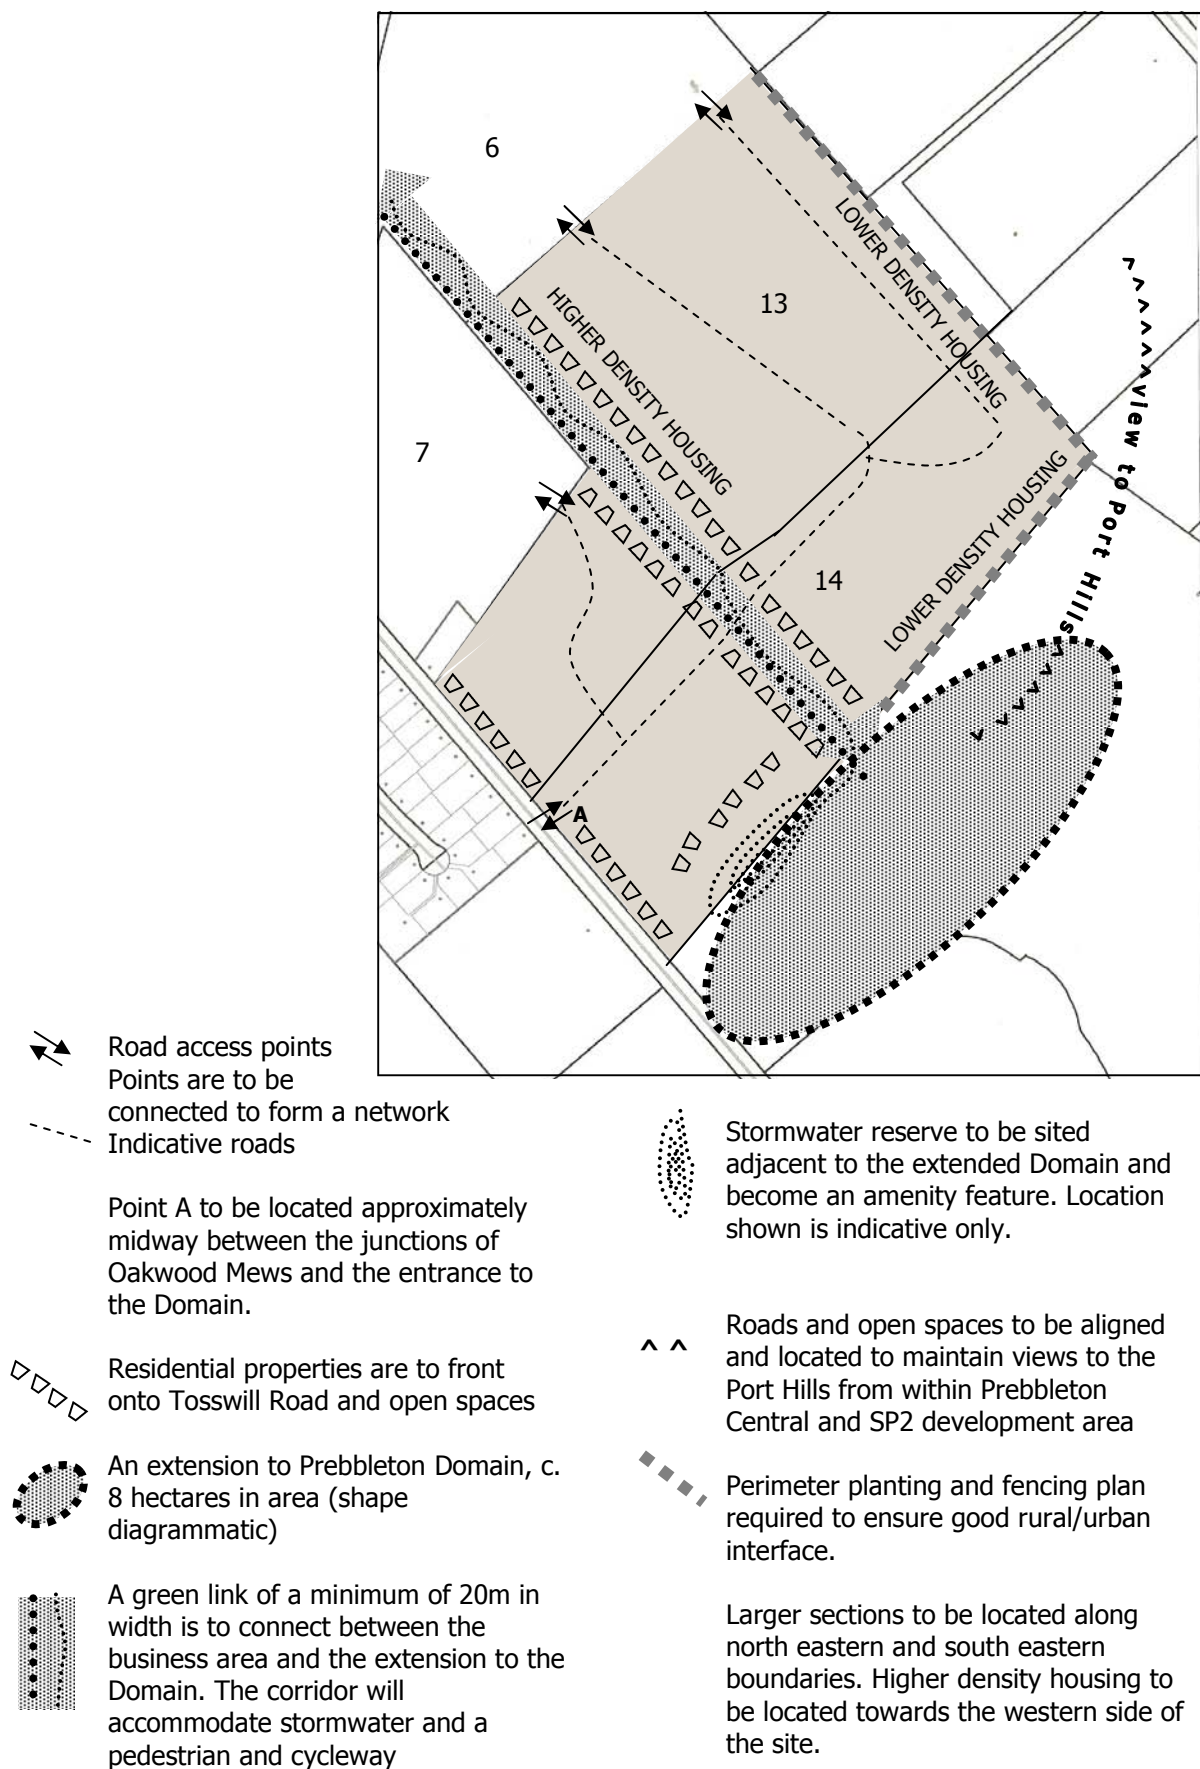 6
LOWER DENSITY HOUSING
13
HIGHER DENSITY HOUSING
view to Port Hills
7
LOWER DENSITY HOUSING
14
A
Road access points
Points are to be
connected to form a network
Indicative roads
Point A to be located approximately
midway between the junctions of
Oakwood Mews and the entrance to
the Domain.
Residential properties are to front
onto Tosswill Road and open spaces
An extension to Prebbleton Domain, c.
8 hectares in area (shape
diagrammatic)
A green link of a minimum of 20m in
width is to connect between the
business area and the extension to the
Domain. The corridor will
accommodate stormwater and a
pedestrian and cycleway
Stormwater reserve to be sited
adjacent to the extended Domain and
become an amenity feature. Location
shown is indicative only.
Roads and open spaces to be aligned
and located to maintain views to the
Port Hills from within Prebbleton
Central and SP2 development area
Perimeter planting and fencing plan
required to ensure good rural/urban
interface.
Larger sections to be located along
north eastern and south eastern
boundaries. Higher density housing to
be located towards the western side of
the site.